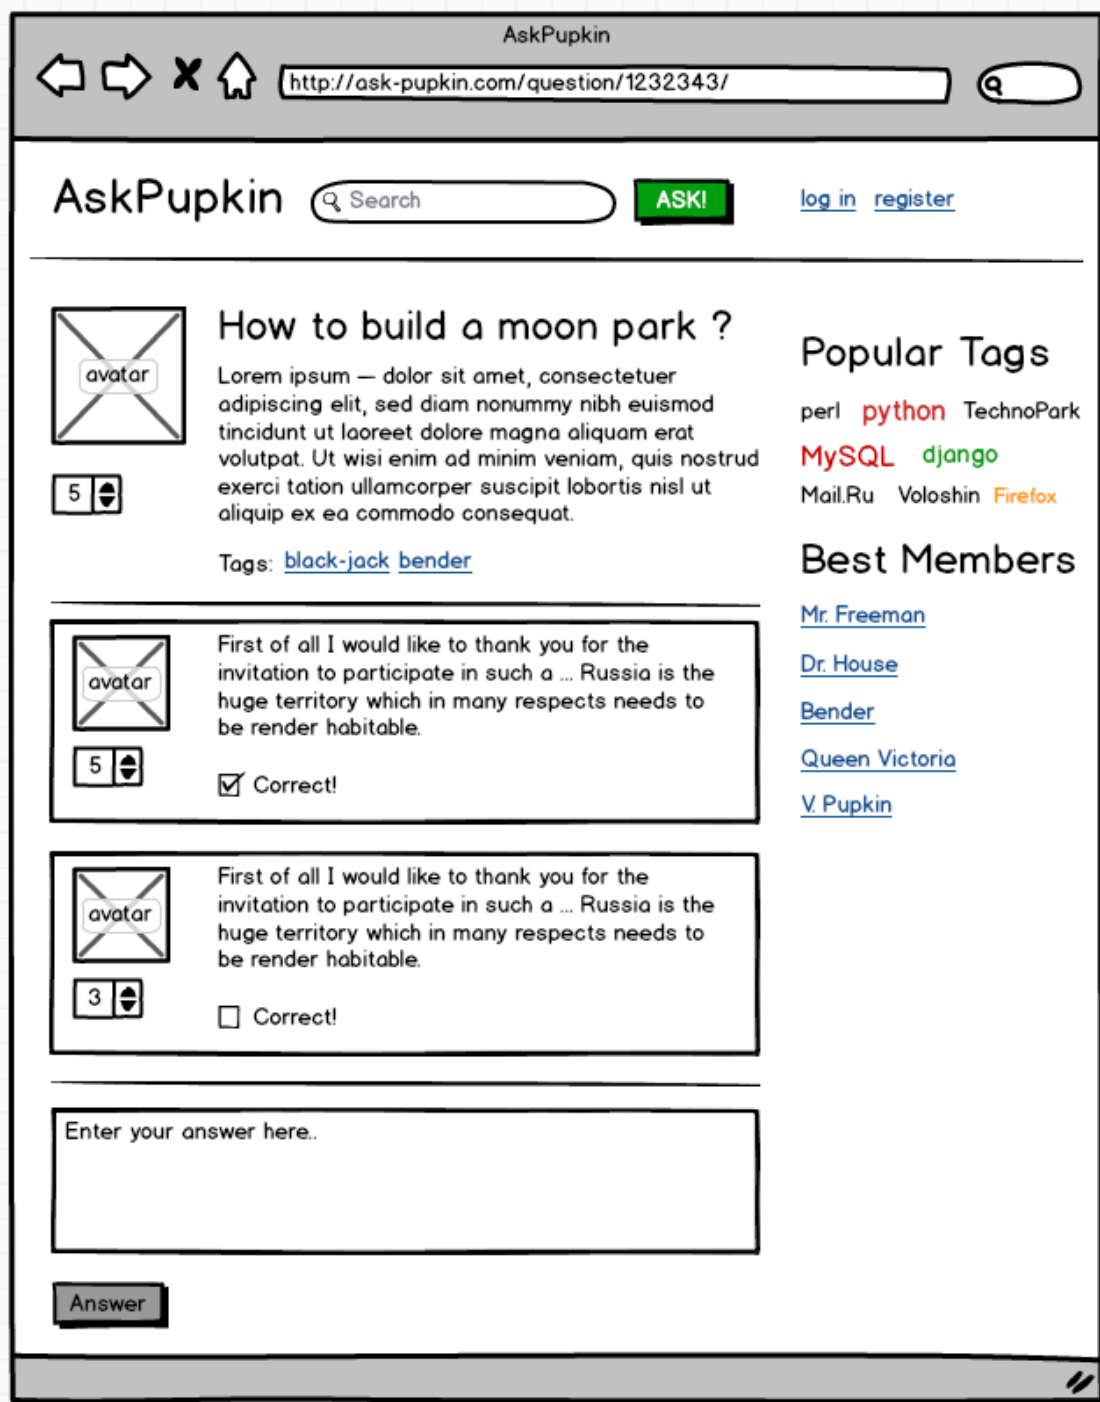 AskPupkin
http://ask-pupkin.com/question/1232343/
AskPupkin
Search
ASK!
log in register
avatar
5
How to build a moon park ?
Lorem ipsum — dolor sit amet, consectetuer
adipiscing elit, sed diam nonummy nibh euismod
tincidunt ut laoreet dolore magna aliquam erat
volutpat. Ut wisi enim ad minim veniam, quis nostrud
exerci tation ullamcorper suscipit lobortis nisl ut
aliquip ex ea commodo consequat.
Tags: black-jack bender
avatar
5
First of all I would like to thank you for the
invitation to participate in such a ... Russia is the
huge territory which in many respects needs to
be render habitable.
Correct!
avatar
3
First of all I would like to thank you for the
invitation to participate in such a ... Russia is the
huge territory which in many respects needs to
be render habitable.
Correct!
Enter your answer here..
Answer
Popular Tags
perl python TechnoPark
MySQL django
Mail.Ru Voloshin Firefox
Best Members
Mr. Freeman
Dr. House
Bender
Queen Victoria
V. Pupkin